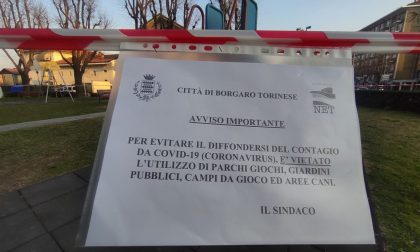 CITTÀ DI BORGARO TORINESE
NET
AVVISO IMPORTANTE
PER EVITARE IL DIFFONDERSI DEL CONTAGIO
DA COVID-19 (CORONAVIRUS), E' VIETATO
L'UTILIZZO DI PARCHI GIOCHI, GIARDINI
PUBBLICI, CAMPI DA GIOCO ED AREE CANI.
IL SINDACO